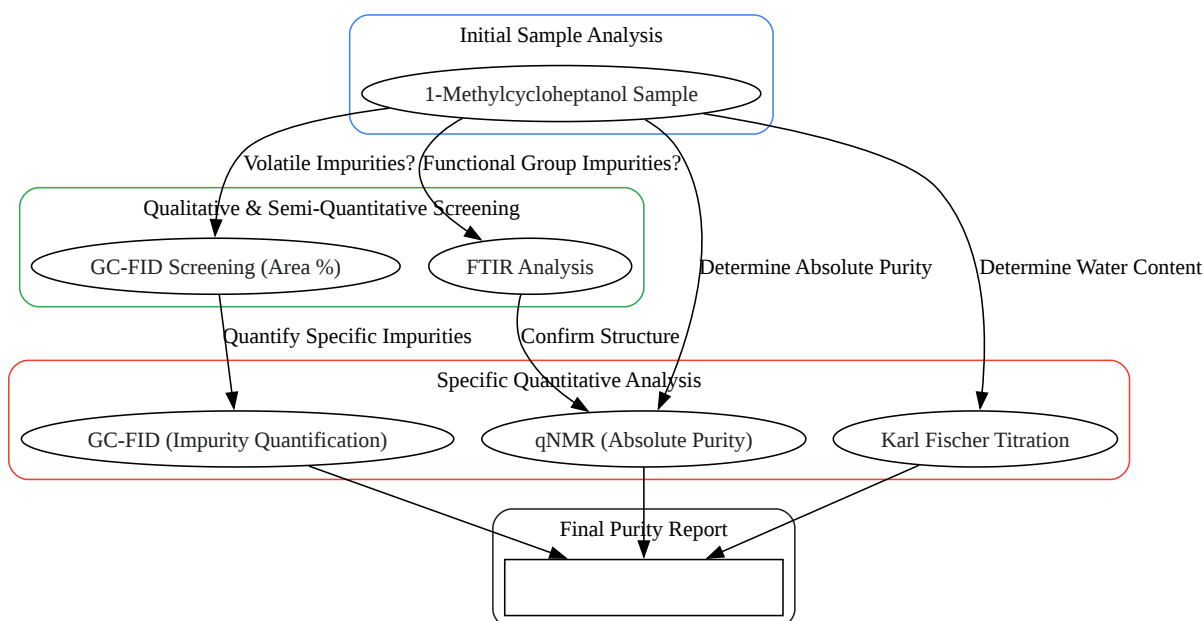 Initial Sample Analysis
1-Methylcycloheptanol Sample
Volatile Impurities?
Functional Group Impurities?
Qualitative & Semi-Quantitative Screening
GC-FID Screening (Area %)
FTIR Analysis
Determine Absolute Purity
Determine Water Content
Quantify Specific Impurities
Confirm Structure
Specific Quantitative Analysis
GC-FID (Impurity Quantification)
qNMR (Absolute Purity)
Karl Fischer Titration
Final Purity Report